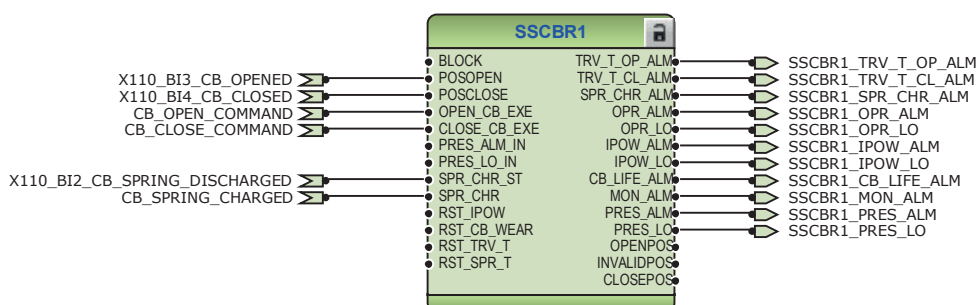 SSCBR1
BLOCK
POSOPEN
POSCLOSE
OPEN_CB_EXE
CLOSE_CB_EXE
PRES_ALM_IN
PRES_LO_IN
SPR_CHR_ST
SPR_CHR
RST_IPOW
RST_CB_WEAR
RST_TRV_T
RST_SPR_T
TRV_T_OP_ALM
TRV_T_CL_ALM
SPR_CHR_ALM
OPR_ALM
OPR_LO
IPOW_ALM
IPOW_LO
CB_LIFE_ALM
MON_ALM
PRES_ALM
PRES_LO
OPENPOS
INVALIDPOS
CLOSEPOS
X110_BI3_CB_OPENED
X110_BI4_CB_CLOSED
CB_OPEN_COMMAND
CB_CLOSE_COMMAND
X110_BI2_CB_SPRING_DISCHARGED
CB_SPRING_CHARGED
SSCBR1_TRV_T_OP_ALM
SSCBR1_TRV_T_CL_ALM
SSCBR1_SPR_CHR_ALM
SSCBR1_OPR_ALM
SSCBR1_OPR_LO
SSCBR1_IPOW_ALM
SSCBR1_IPOW_LO
SSCBR1_CB_LIFE_ALM
SSCBR1_MON_ALM
SSCBR1_PRES_ALM
SSCBR1_PRES_LO